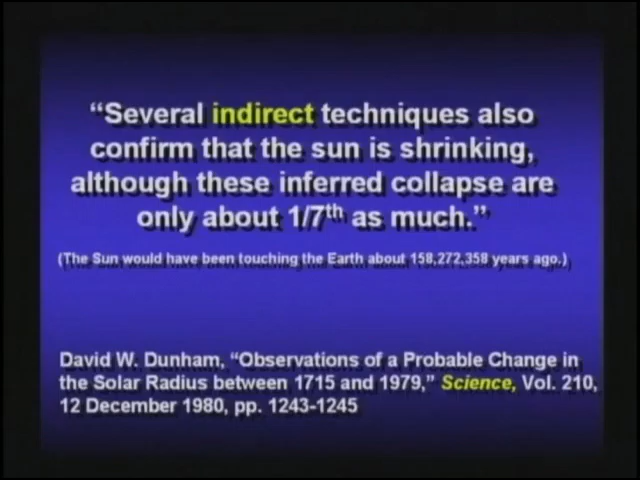 “Several indirect techniques also
confirm that the sun is shrinking,
although these inferred collapse are
only about 1/7th as much.”
(The Sun would have been touching the Earth about 158,272,358 years ago.)
David W. Dunham, “Observations of a Probable Change in
the Solar Radius between 1715 and 1979,” Science, Vol. 210,
12 December 1980, pp. 1243-1245